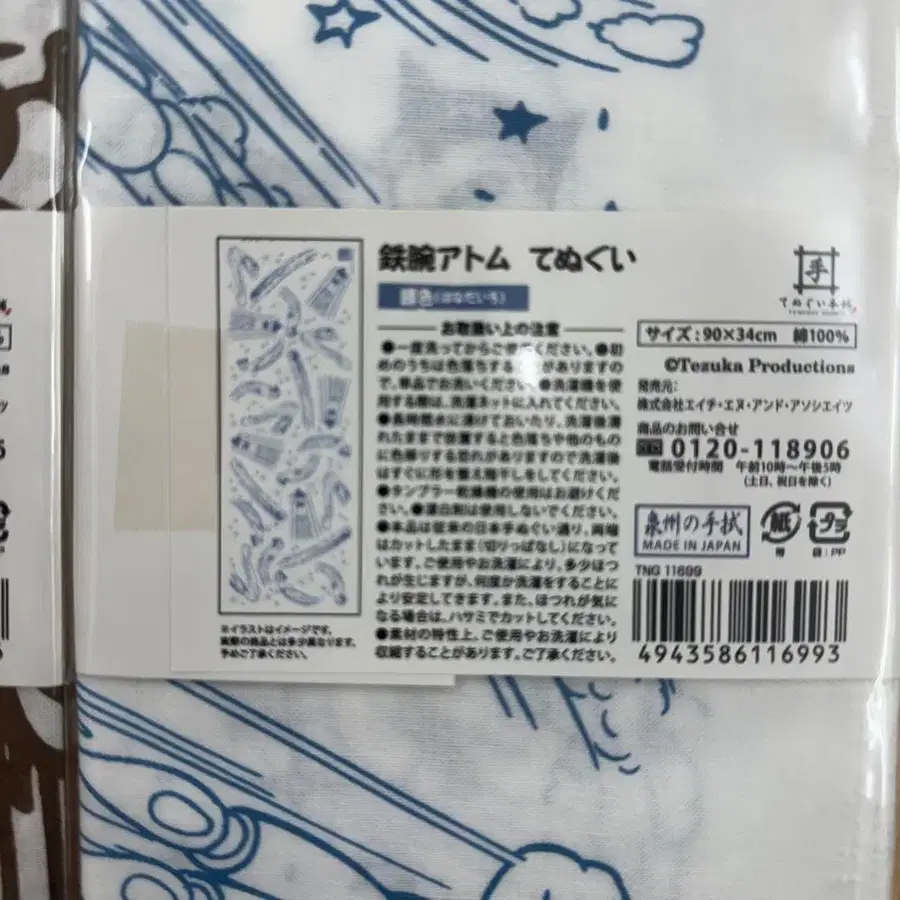 鉄腕アトム てぬぐい
縹色(はなだいろ)
お取扱い上の注意
●一度洗ってからご使用ください。●初
めのうちは色落ちする
で、単品でお洗いください。●洗濯機を使
用する際は、洗濯ネットに入れてください。
●長時間水に漬けておいたり、洗濯後濡
れたままで放置すると色落ちや他のもの
に色移りする恐れがありますので洗濯後
はすぐに形を整え陰干しをしてください。
●タンブラー乾燥機の使用はお避けくだ
さい。●漂白剤は使用しないでください。
●本品は従来の日本手ぬぐい通り、両端
はカットしたまま(切りっぱなし)になって
います。ご使用やお洗濯により、多少ほつ
れが生じますが、何度か洗濯をすることに
より安定してきます。また、ほつれが気に
なる場合は、ハサミでカットしてください。
●素材の特性上、ご使用やお洗濯により
収縮することがあります。ご了承ください。
※イラストはイメージです。
実際の商品とは多少異なります。
予めご了承ください。
手
てぬぐい本舗
サイズ:90×34cm 綿100%
©Tezuka Productions
発売元:
株式会社エイチ・エヌ・アンド・アソシエイツ
商品のお問い合せ
0120-118906
電話受付時間 午前10時〜午後5時
(土日、祝日を除く)
泉州の手拭
MADE IN JAPAN
紙
帯
プラ
袋:PP
TNG 11699
4943586116993